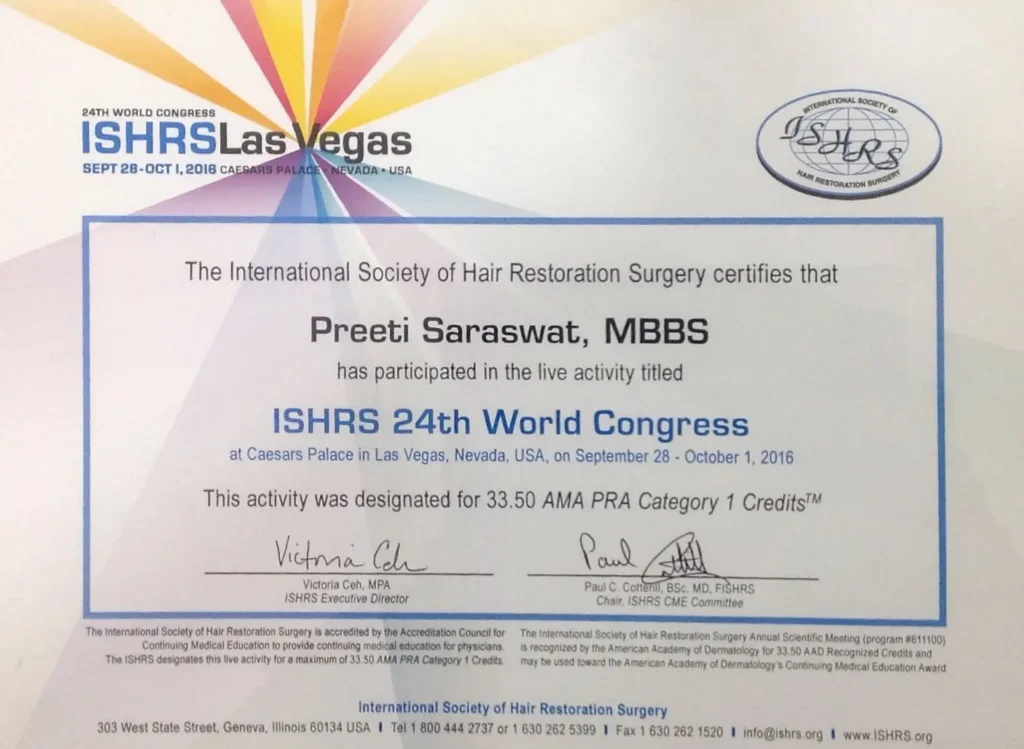 24TH WORLD CONGRESS
ISHRS Las Vegas
SEPT 28-OCT 1, 2016 CAESARS PALACE • NEVADA • USA
INTERNATIONAL SOCIETY OF
ISHRS
HAIR RESTORATION SURGERY
The International Society of Hair Restoration Surgery certifies that
Preeti Saraswat, MBBS
has participated in the live activity titled
ISHRS 24th World Congress
at Caesars Palace in Las Vegas, Nevada, USA, on September 28 - October 1, 2016
This activity was designated for 33.50 AMA PRA Category 1 Credits™
Victoria Ceh
Victoria Ceh, MPA
ISHRS Executive Director
Paul
Paul C. Cotterill, BSc, MD, FISHRS
Chair, ISHRS CME Committee
The International Society of Hair Restoration Surgery is accredited by the Accreditation Council for
Continuing Medical Education to provide continuing medical education for physicians.
The ISHRS designates this live activity for a maximum of 33.50 AMA PRA Category 1 Credits.
The International Society of Hair Restoration Surgery Annual Scientific Meeting (program #611100)
is recognized by the American Academy of Dermatology for 33.50 AAD Recognized Credits and
may be used toward the American Academy of Dermatology's Continuing Medical Education Award
International Society of Hair Restoration Surgery
303 West State Street, Geneva, Illinois 60134 USA | Tel 1 800 444 2737 or 1 630 262 5399 | Fax 1 630 262 1520 | info@ishrs.org | www.ISHRS.org